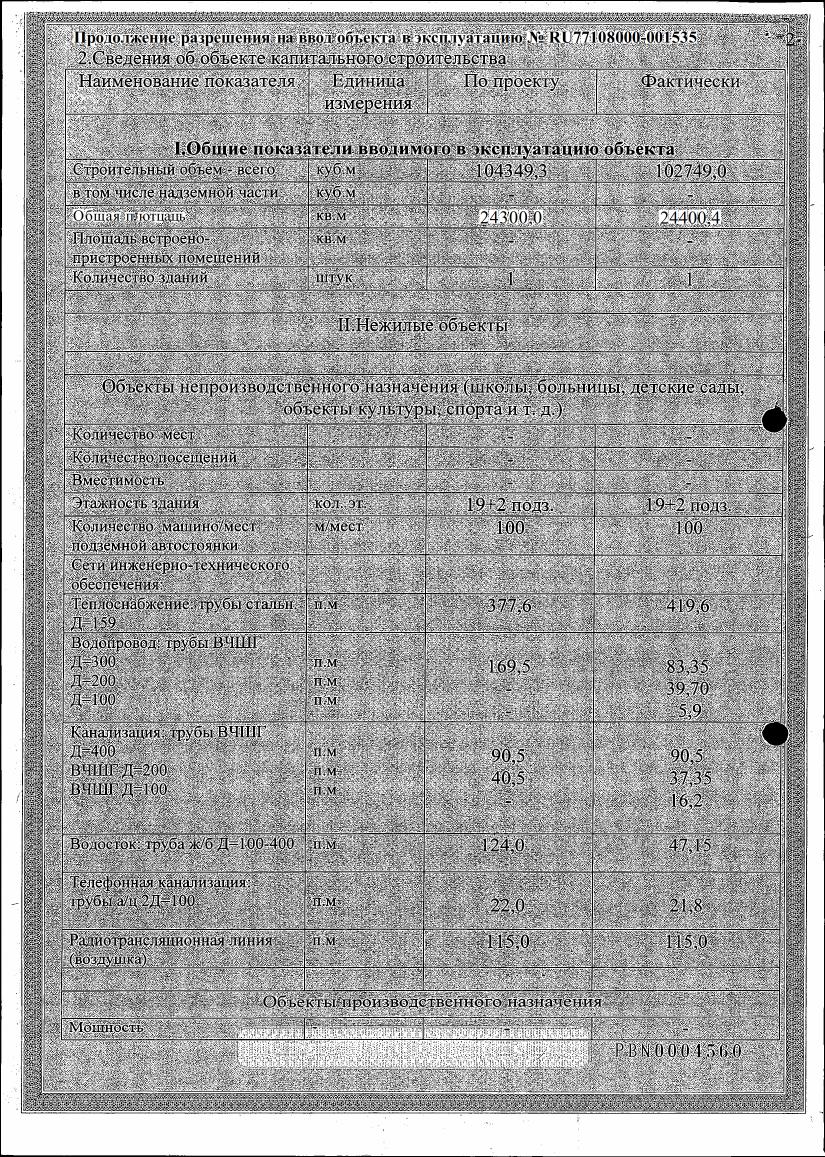 Продолжение разрешения на ввод объекта в эксплуатацию № RU77108000-001535
-2-
2.Сведения об объекте капитального строительства
Наименование показателя Единица По проекту Фактически
измерения
I.Общие показатели вводимого в эксплуатацию объекта
Строительный объем - всего куб.м 104349,3 102749,0
в том числе надземной части куб.м - -
Общая площадь кв.м 24300,0 24400,4
Площадь встроено- кв.м - -
пристроенных помещений
Количество зданий штук 1 1
II.Нежилые объекты
Объекты непроизводственного назначения (школы, больницы, детские сады,
объекты культуры, спорта и т. д.)
Количество мест - -
Количество посещений - -
Вместимость - -
Этажность здания кол. эт. 19+2 подз. 19+2 подз.
Количество машино/мест м/мест 100 100
подземной автостоянки
Сети инженерно-технического
обеспечения:
Теплоснабжение: трубы стальн. п.м 377,6 419,6
Д=159
Водопровод: трубы ВЧШГ
Д=300 п.м 169,5 83,35
Д=200 п.м - 39,70
Д=100 п.м - 5,9
Канализация: трубы ВЧШГ
Д=400 п.м 90,5 90,5
ВЧШГ Д=200 п.м. 40,5 37,35
ВЧШГ Д=100 п.м - 16,2
Водосток: труба ж/б Д=100-400 п.м. 124,0 47,15
Телефонная канализация:
трубы а/ц 2Д=100 п.м 22,0 21,8
Радиотрансляционная линия п.м 115,0 115,0
(воздушка)
- -
Объекты производственного назначения
Мощность - - -
PBN0004560